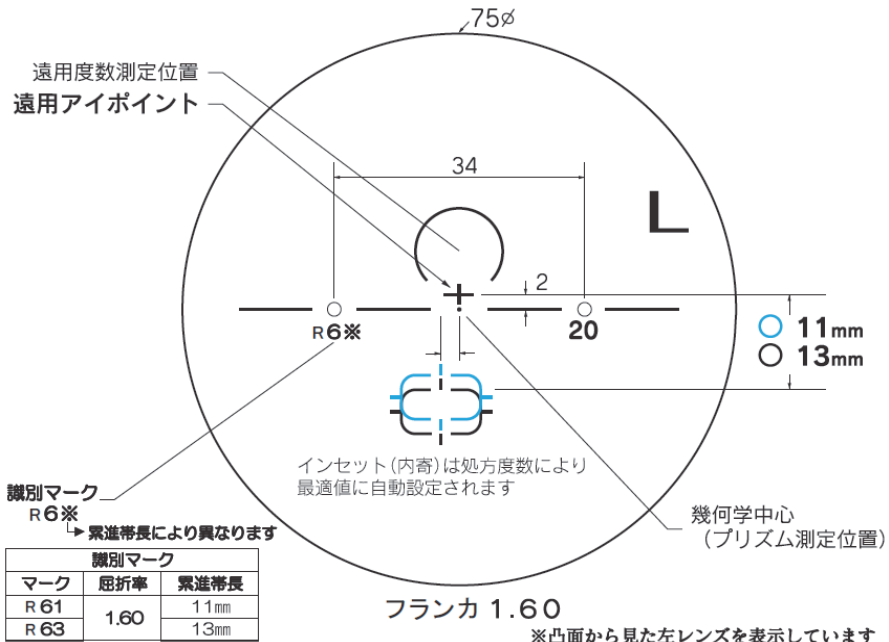 75⌀
遠用度数測定位置
遠用アイポイント
34
L
2
R6※
20
11mm
13mm
インセット(内寄)は処方度数により
最適値に自動設定されます
識別マーク
R6※
累進帯長により異なります
幾何学中心
(プリズム測定位置)
識別マーク
マーク 屈折率 累進帯長
R61 1.60 11mm
R63 13mm
フランカ 1.60
※凸面から見た左レンズを表示しています